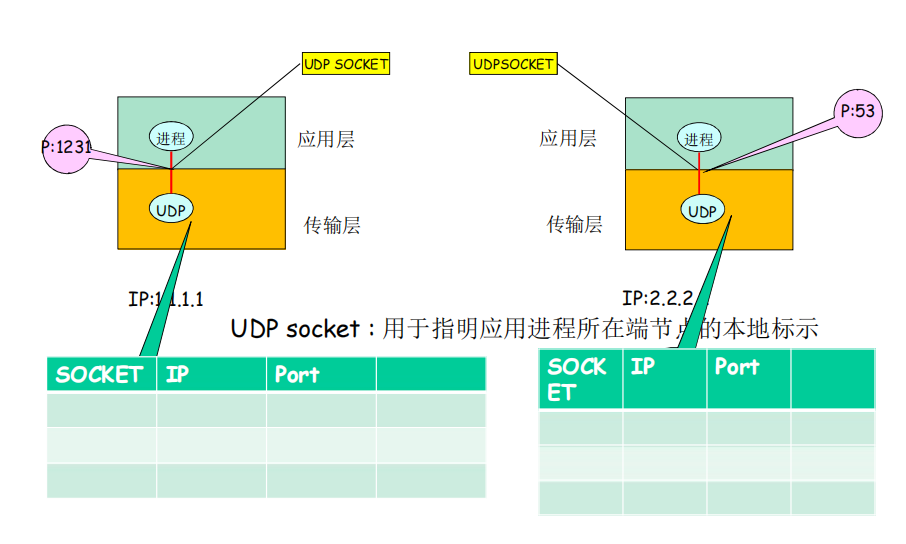 UDP SOCKET
UDPSOCKET
P:1231
进程
应用层
应用层
进程
P:53
UDP
传输层
传输层
UDP
IP:1.1.1.1
IP:2.2.2
UDP socket：用于指明应用进程所在端节点的本地标示
SOCKET IP Port
SOCK
ET IP Port